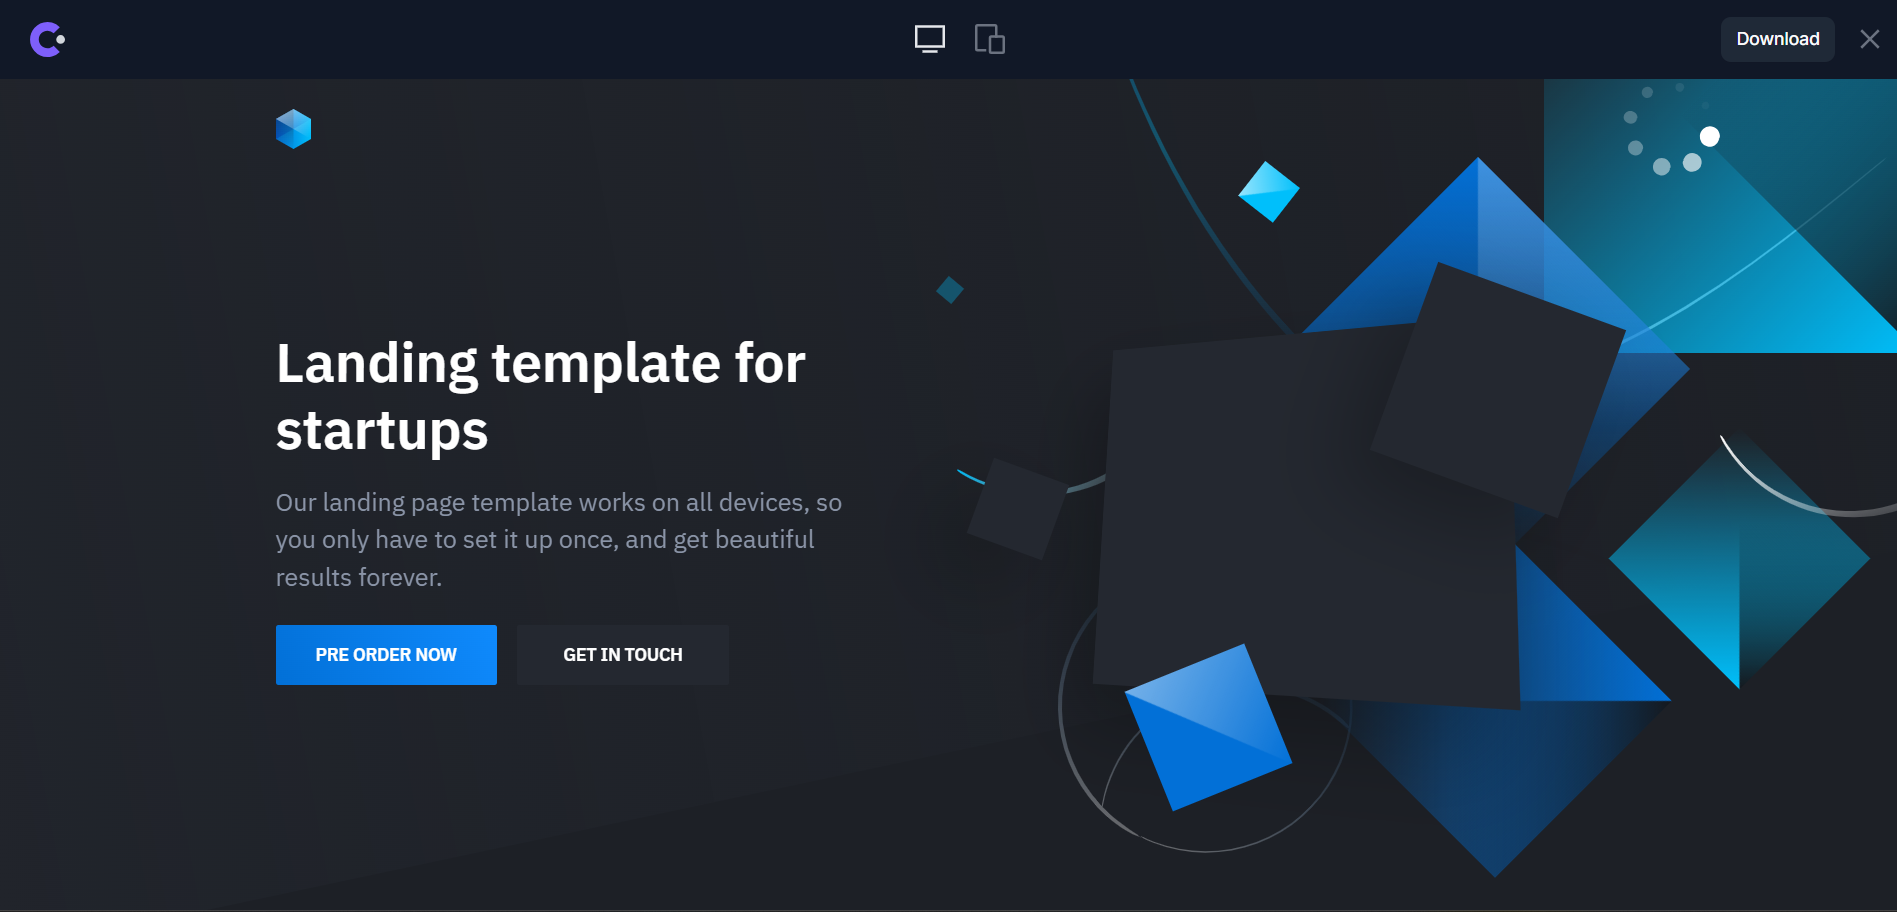 Download
Landing template for
startups
Our landing page template works on all devices, so
you only have to set it up once, and get beautiful
results forever.
PRE ORDER NOW
GET IN TOUCH